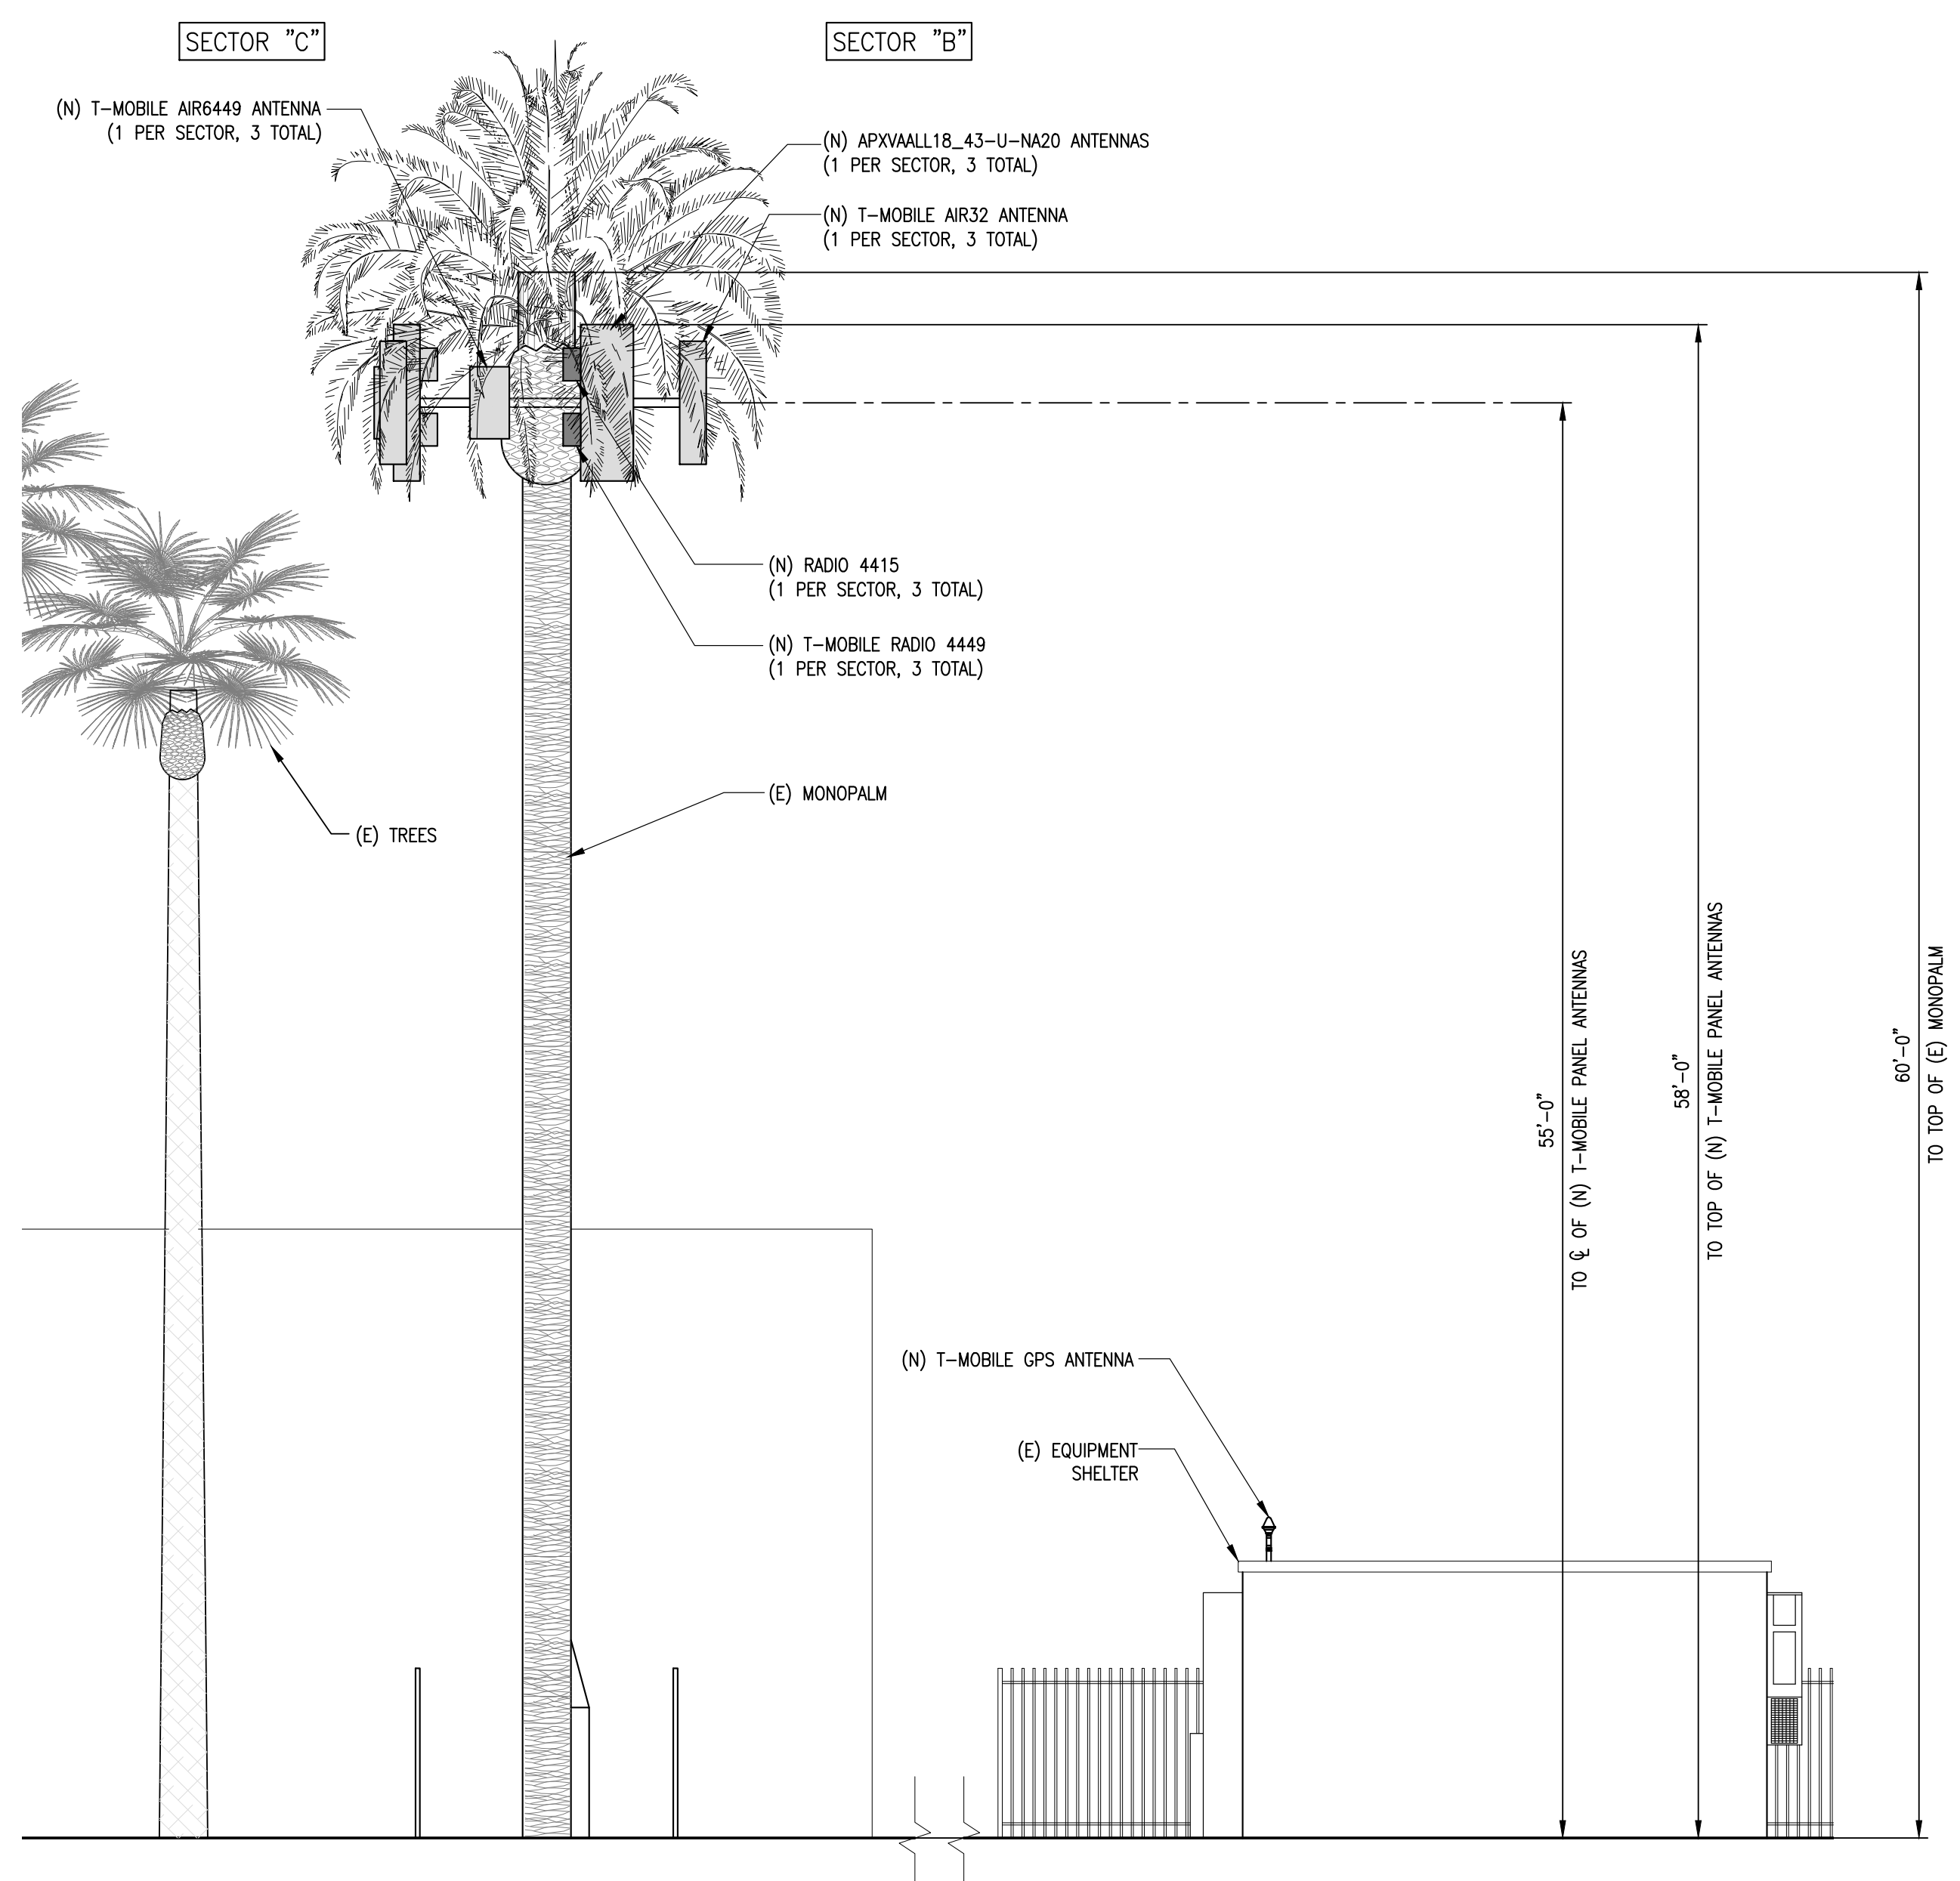 SECTOR "C"
SECTOR "B"
(N) T-MOBILE AIR6449 ANTENNA
(1 PER SECTOR, 3 TOTAL)
(N) APXVAALL18_43-U-NA20 ANTENNAS
(1 PER SECTOR, 3 TOTAL)
(N) T-MOBILE AIR32 ANTENNA
(1 PER SECTOR, 3 TOTAL)
(N) RADIO 4415
(1 PER SECTOR, 3 TOTAL)
(N) T-MOBILE RADIO 4449
(1 PER SECTOR, 3 TOTAL)
(E) MONOPALM
(E) TREES
55'-0"
TO ℄ OF (N) T-MOBILE PANEL ANTENNAS
58'-0"
TO TOP OF (N) T-MOBILE PANEL ANTENNAS
60'-0"
TO TOP OF (E) MONOPALM
(N) T-MOBILE GPS ANTENNA
(E) EQUIPMENT
SHELTER